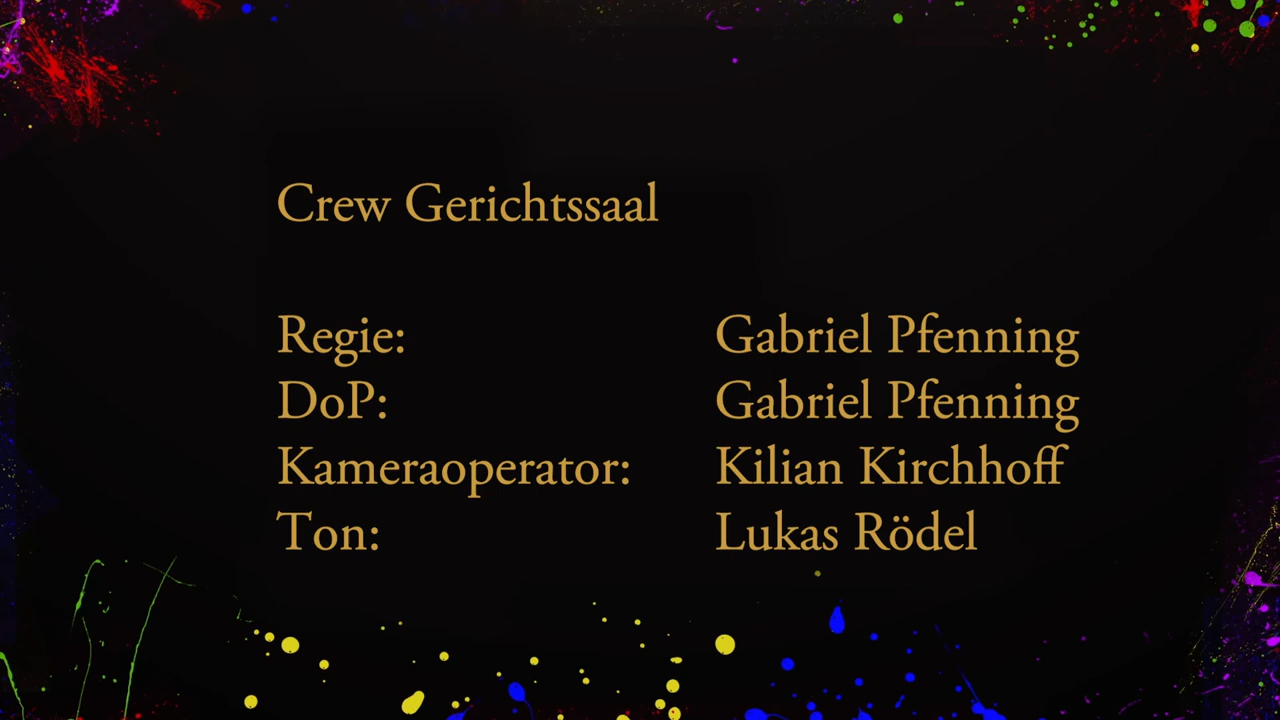 Crew Gerichtssaal
Regie: Gabriel Pfenning
DoP: Gabriel Pfenning
Kameraoperator: Kilian Kirchhoff
Ton: Lukas Rödel